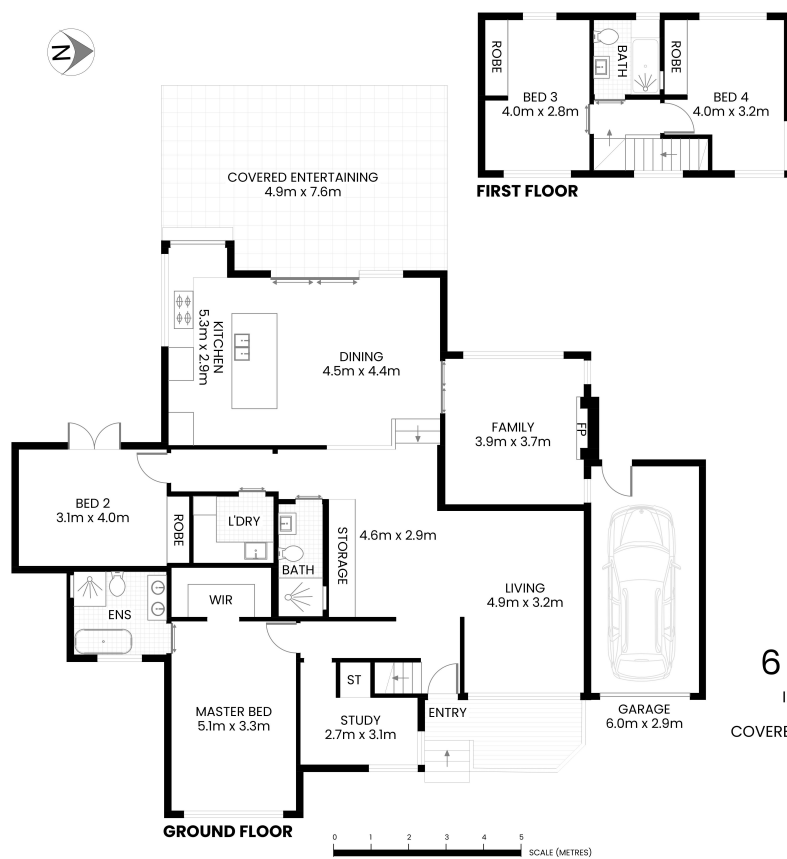 N
ROBE
BATH
ROBE
BED 3
4.0m x 2.8m
BED 4
4.0m x 3.2m
FIRST FLOOR
COVERED ENTERTAINING
4.9m x 7.6m
KITCHEN
5.3m x 2.9m
DINING
4.5m x 4.4m
FAMILY
3.9m x 3.7m
FP
BED 2
3.1m x 4.0m
ROBE
L'DRY
BATH
STORAGE
4.6m x 2.9m
LIVING
4.9m x 3.2m
WIR
ENS
ST
MASTER BED
5.1m x 3.3m
STUDY
2.7m x 3.1m
ENTRY
GARAGE
6.0m x 2.9m
6
I
COVERE
GROUND FLOOR
0 1 2 3 4 5
SCALE (METRES)